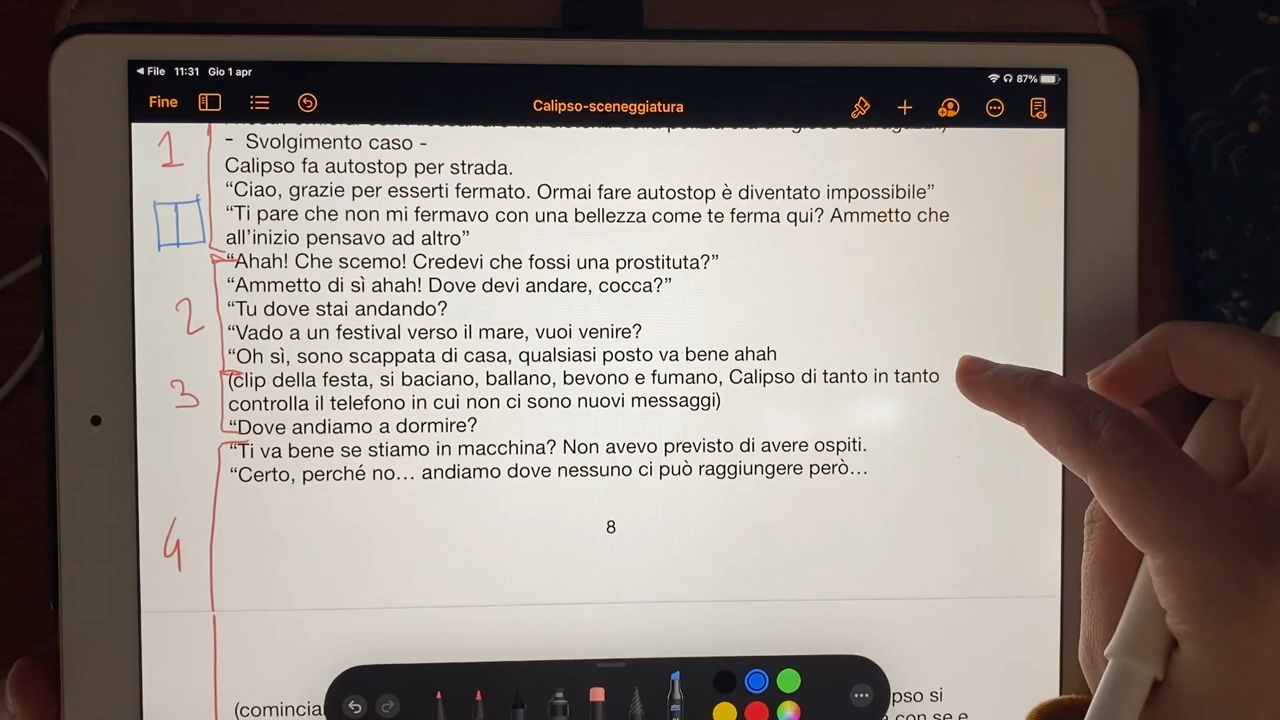 File 11:31 Gio 1 apr
87%
Fine
Calipso-sceneggiatura
1
- Svolgimento caso -
Calipso fa autostop per strada.
“Ciao, grazie per esserti fermato. Ormai fare autostop è diventato impossibile”
“Ti pare che non mi fermavo con una bellezza come te ferma qui? Ammetto che
all’inizio pensavo ad altro”
“Ahah! Che scemo! Credevi che fossi una prostituta?”
“Ammetto di sì ahah! Dove devi andare, cocca?”
2
“Tu dove stai andando?
“Vado a un festival verso il mare, vuoi venire?
“Oh sì, sono scappata di casa, qualsiasi posto va bene ahah
3
(clip della festa, si baciano, ballano, bevono e fumano, Calipso di tanto in tanto
controlla il telefono in cui non ci sono nuovi messaggi)
“Dove andiamo a dormire?
“Ti va bene se stiamo in macchina? Non avevo previsto di avere ospiti.
“Certo, perché no… andiamo dove nessuno ci può raggiungere però…
8
4
(comincia
pso si
con se e